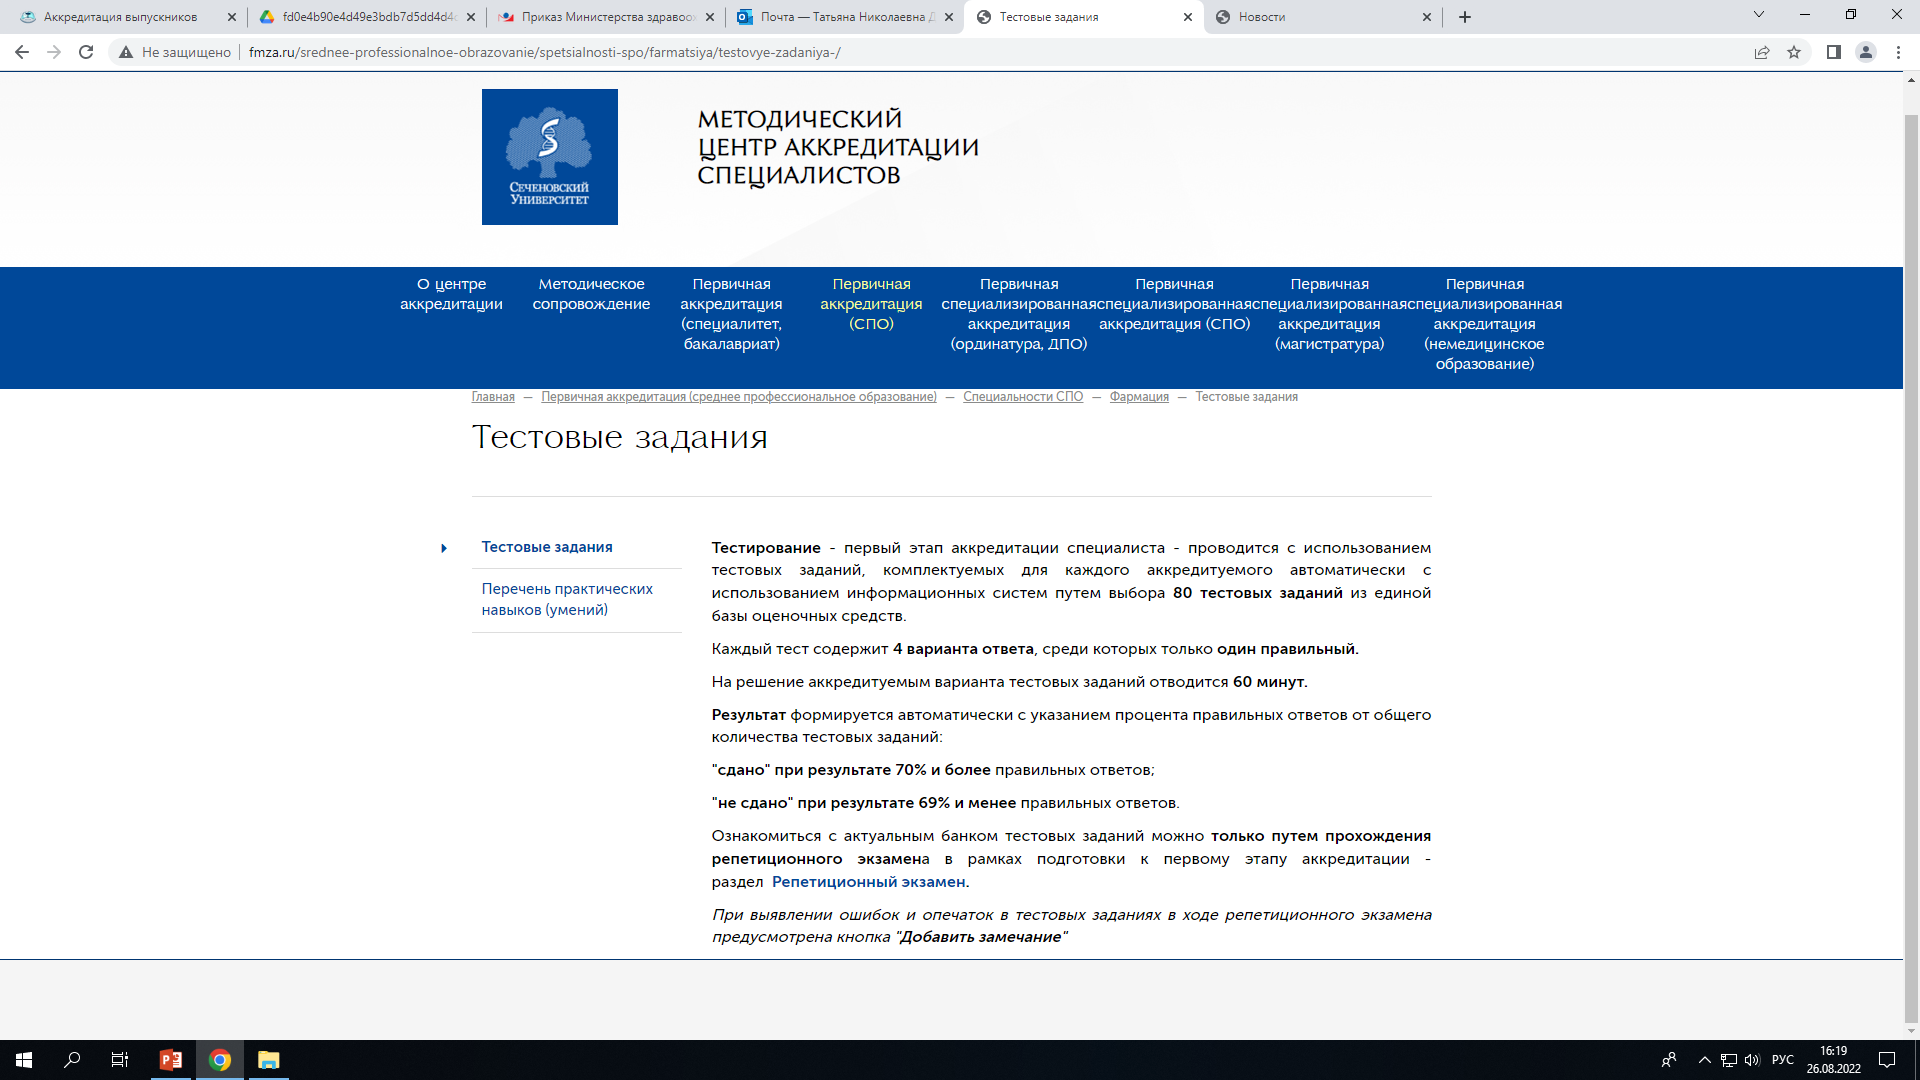 Аккредитация выпускников
fd0e4b90e4d49e3bdb7d5dd4d4c
Приказ Министерства здравоох
Почта — Татьяна Николаевна Д
Тестовые задания
Новости
Не защищено
fmza.ru/srednee-professionalnoe-obrazovanie/spetsialnosti-spo/farmatsiya/testovye-zadaniya-/
СЕЧЕНОВСКИЙ
УНИВЕРСИТЕТ
МЕТОДИЧЕСКИЙ
ЦЕНТР АККРЕДИТАЦИИ
СПЕЦИАЛИСТОВ
О центре
аккредитации
Методическое
сопровождение
Первичная
аккредитация
(специалитет,
бакалавриат)
Первичная
аккредитация
(СПО)
Первичная
специализированная
аккредитация
(ординатура, ДПО)
Первичная
специализированная
аккредитация (СПО)
Первичная
специализированная
аккредитация
(магистратура)
Первичная
специализированная
аккредитация
(немедицинское
образование)
Главная — Первичная аккредитация (среднее профессиональное образование) — Специальности СПО — Фармация — Тестовые задания
Тестовые задания
Тестовые задания
Перечень практических
навыков (умений)
Тестирование - первый этап аккредитации специалиста - проводится с использованием
тестовых заданий, комплектуемых для каждого аккредитуемого автоматически с
использованием информационных систем путем выбора 80 тестовых заданий из единой
базы оценочных средств.
Каждый тест содержит 4 варианта ответа, среди которых только один правильный.
На решение аккредитуемым варианта тестовых заданий отводится 60 минут.
Результат формируется автоматически с указанием процента правильных ответов от общего
количества тестовых заданий:
"сдано" при результате 70% и более правильных ответов;
"не сдано" при результате 69% и менее правильных ответов.
Ознакомиться с актуальным банком тестовых заданий можно только путем прохождения
репетиционного экзамена в рамках подготовки к первому этапу аккредитации -
раздел Репетиционный экзамен.
При выявлении ошибок и опечаток в тестовых заданиях в ходе репетиционного экзамена
предусмотрена кнопка "Добавить замечание"
РУС
16:19
26.08.2022